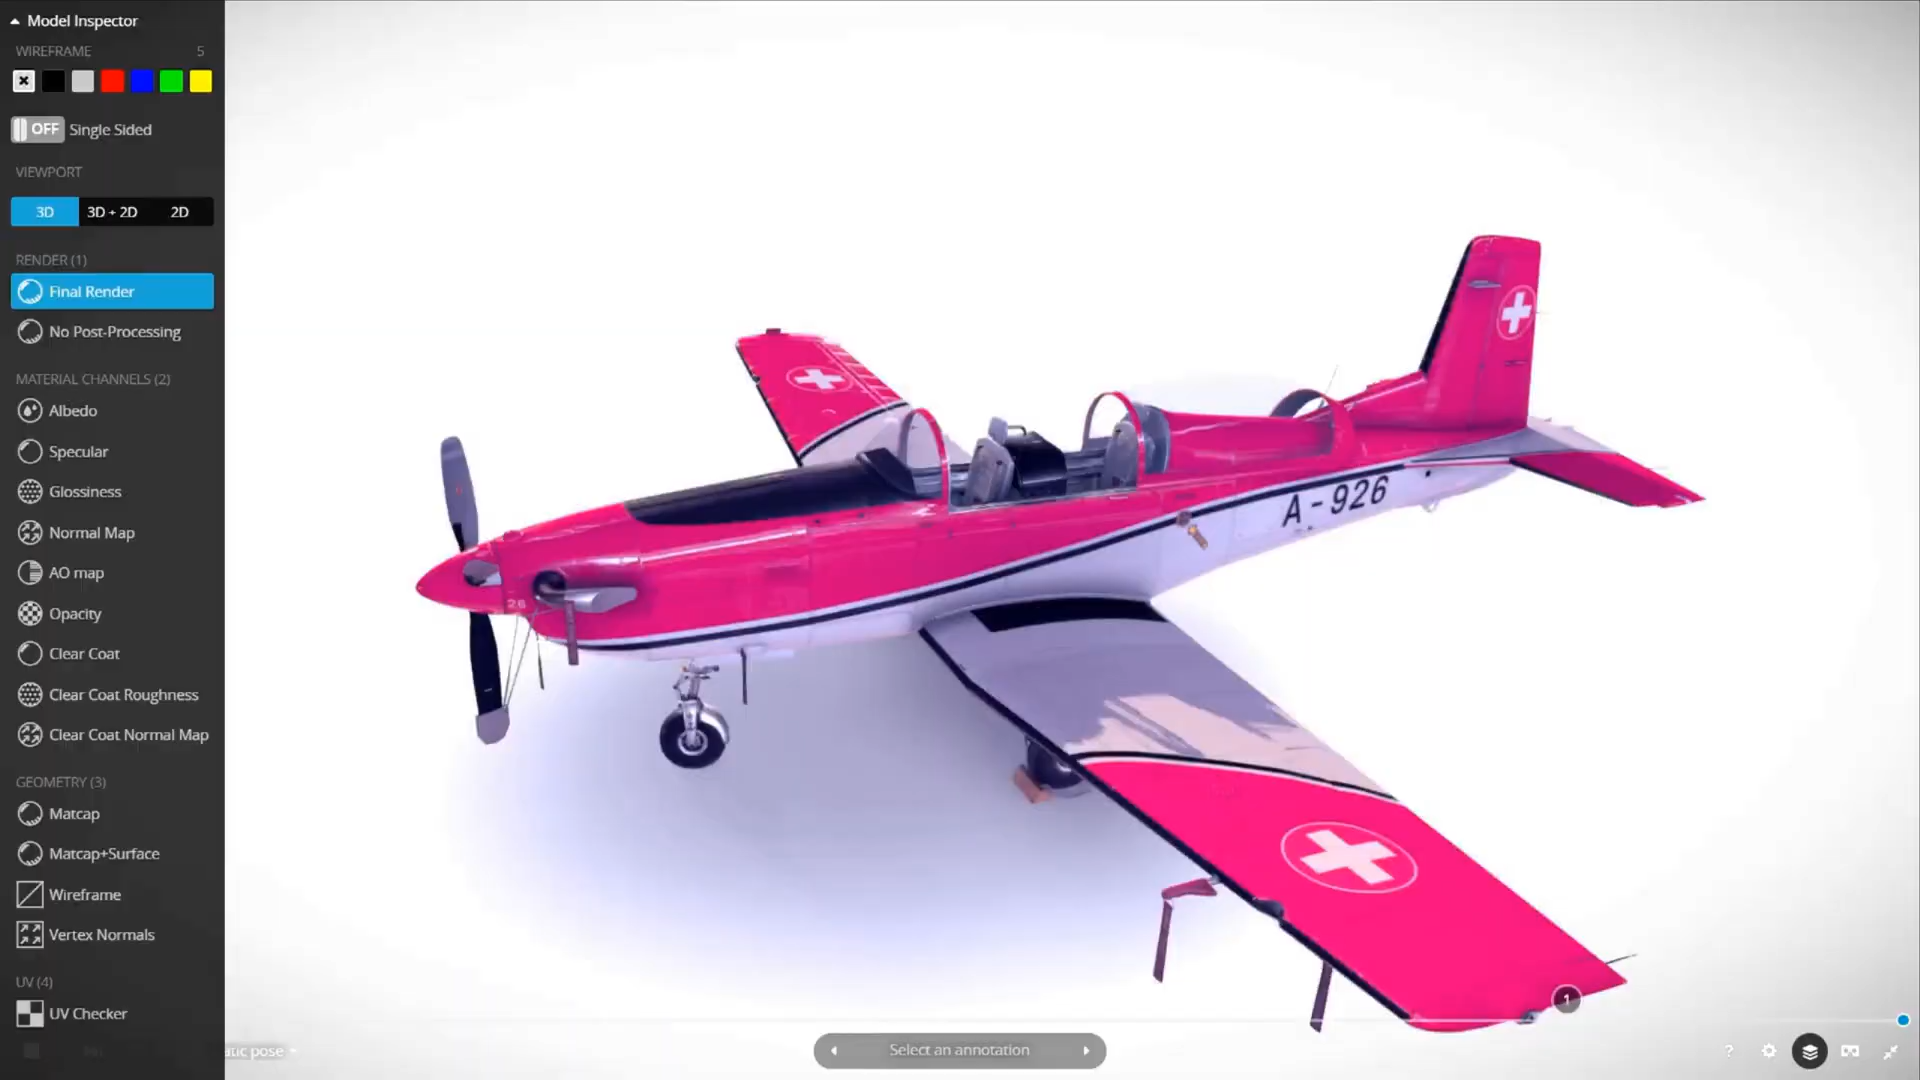 Model Inspector
WIREFRAME 5
OFF Single Sided
VIEWPORT
3D 3D + 2D 2D
RENDER (1)
Final Render
No Post-Processing
MATERIAL CHANNELS (2)
Albedo
Specular
Glossiness
Normal Map
AO map
Opacity
Clear Coat
Clear Coat Roughness
Clear Coat Normal Map
GEOMETRY (3)
Matcap
Matcap+Surface
Wireframe
Vertex Normals
UV (4)
UV Checker
atic pose
A-926
26
1
Select an annotation
?